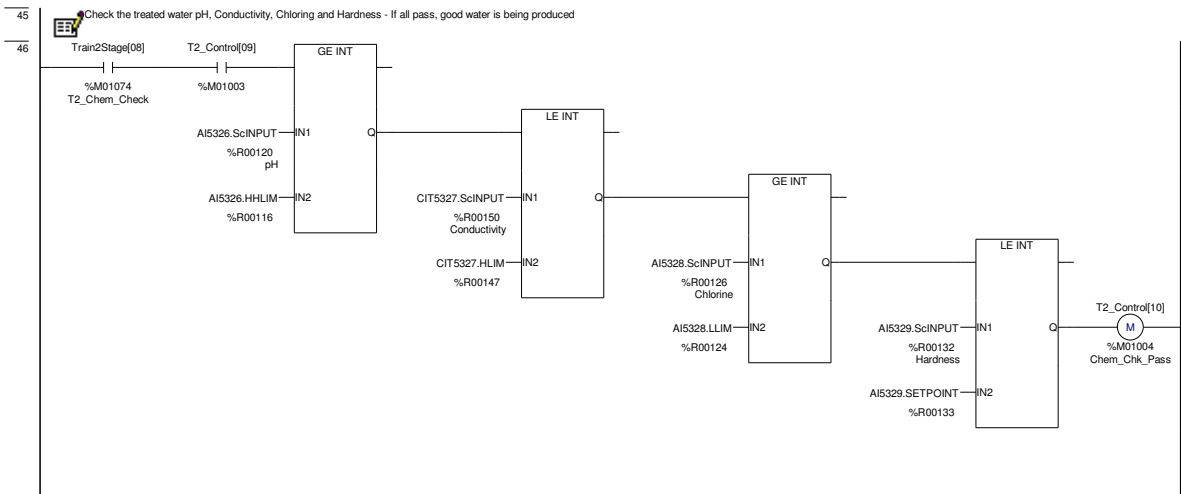 45
Check the treated water pH, Conductivity, Chloring and Hardness - If all pass, good water is being produced
46
Train2Stage[08]
%M01074
T2_Chem_Check
T2_Control[09]
%M01003
GE INT
AI5326.ScINPUT
IN1
Q
%R00120
pH
AI5326.HHLIM
IN2
%R00116
LE INT
CIT5327.ScINPUT
IN1
Q
%R00150
Conductivity
CIT5327.HLIM
IN2
%R00147
GE INT
AI5328.ScINPUT
IN1
Q
%R00126
Chlorine
AI5328.LLIM
IN2
%R00124
LE INT
AI5329.ScINPUT
IN1
Q
%R00132
Hardness
AI5329.SETPOINT
IN2
%R00133
T2_Control[10]
M
%M01004
Chem_Chk_Pass